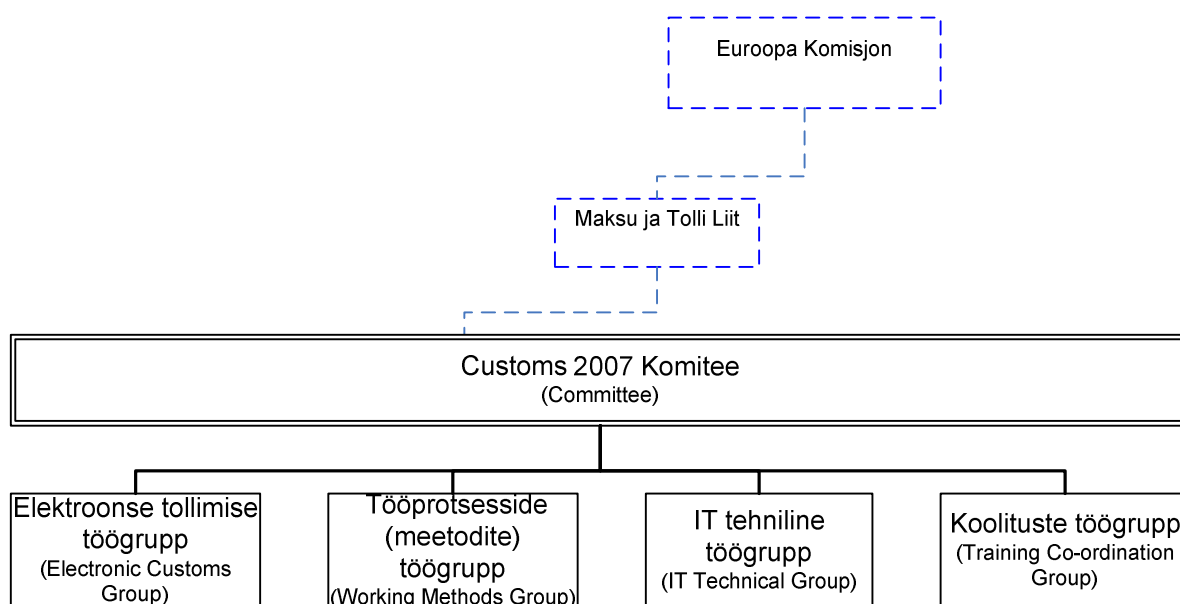 Euroopa Komisjon
Maksu ja Tolli Liit
Customs 2007 Komitee
(Committee)
Elektroonse tollimise
töögrupp
(Electronic Customs
Group)
Tööprotsesside
(meetodite)
töögrupp
(Working Methods Group)
IT tehniline
töögrupp
(IT Technical Group)
Koolituste töögrupp
(Training Co-ordination
Group)